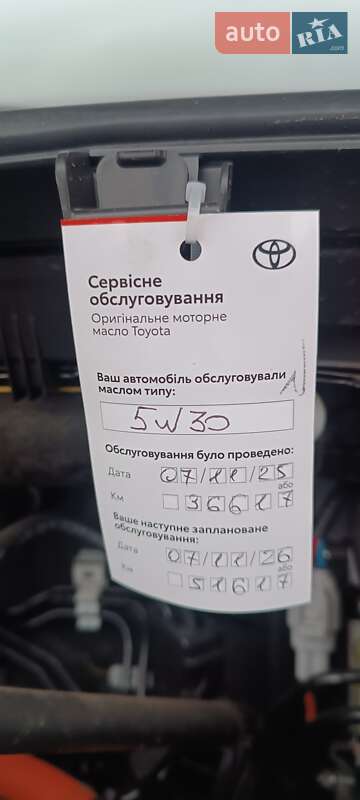 auto
RIA
.com
Сервісне
обслуговування
Оригінальне моторне
масло Toyota
Ваш автомобіль обслуговували
маслом типу:
5W30
Обслуговування було проведено:
Дата 07/11/25
або
Км 36617
Ваше наступне заплановане
обслуговування:
Дата 07/11/26
або
Км 51617